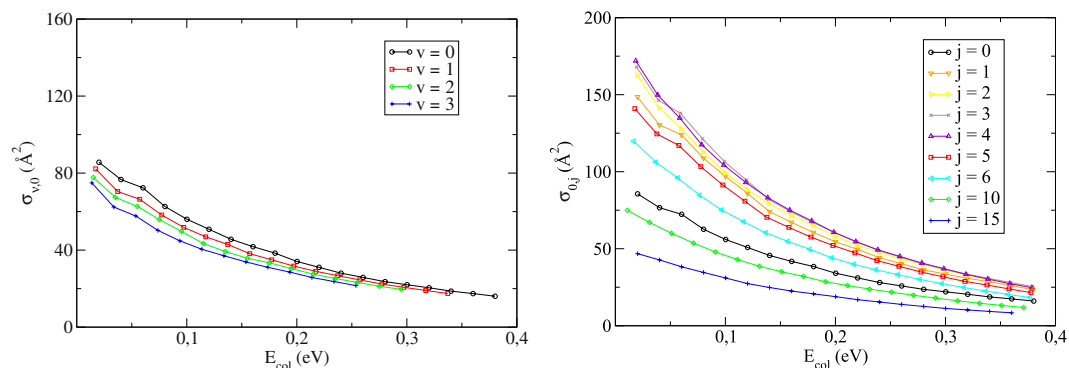 160
120
80
40
0
σv,0 (Å²)
v = 0
v = 1
v = 2
v = 3
0,1
0,2
0,3
0,4
Ecol (eV)
200
150
100
50
0
σ0,j (Å²)
j = 0
j = 1
j = 2
j = 3
j = 4
j = 5
j = 6
j = 10
j = 15
0,1
0,2
0,3
0,4
Ecol (eV)